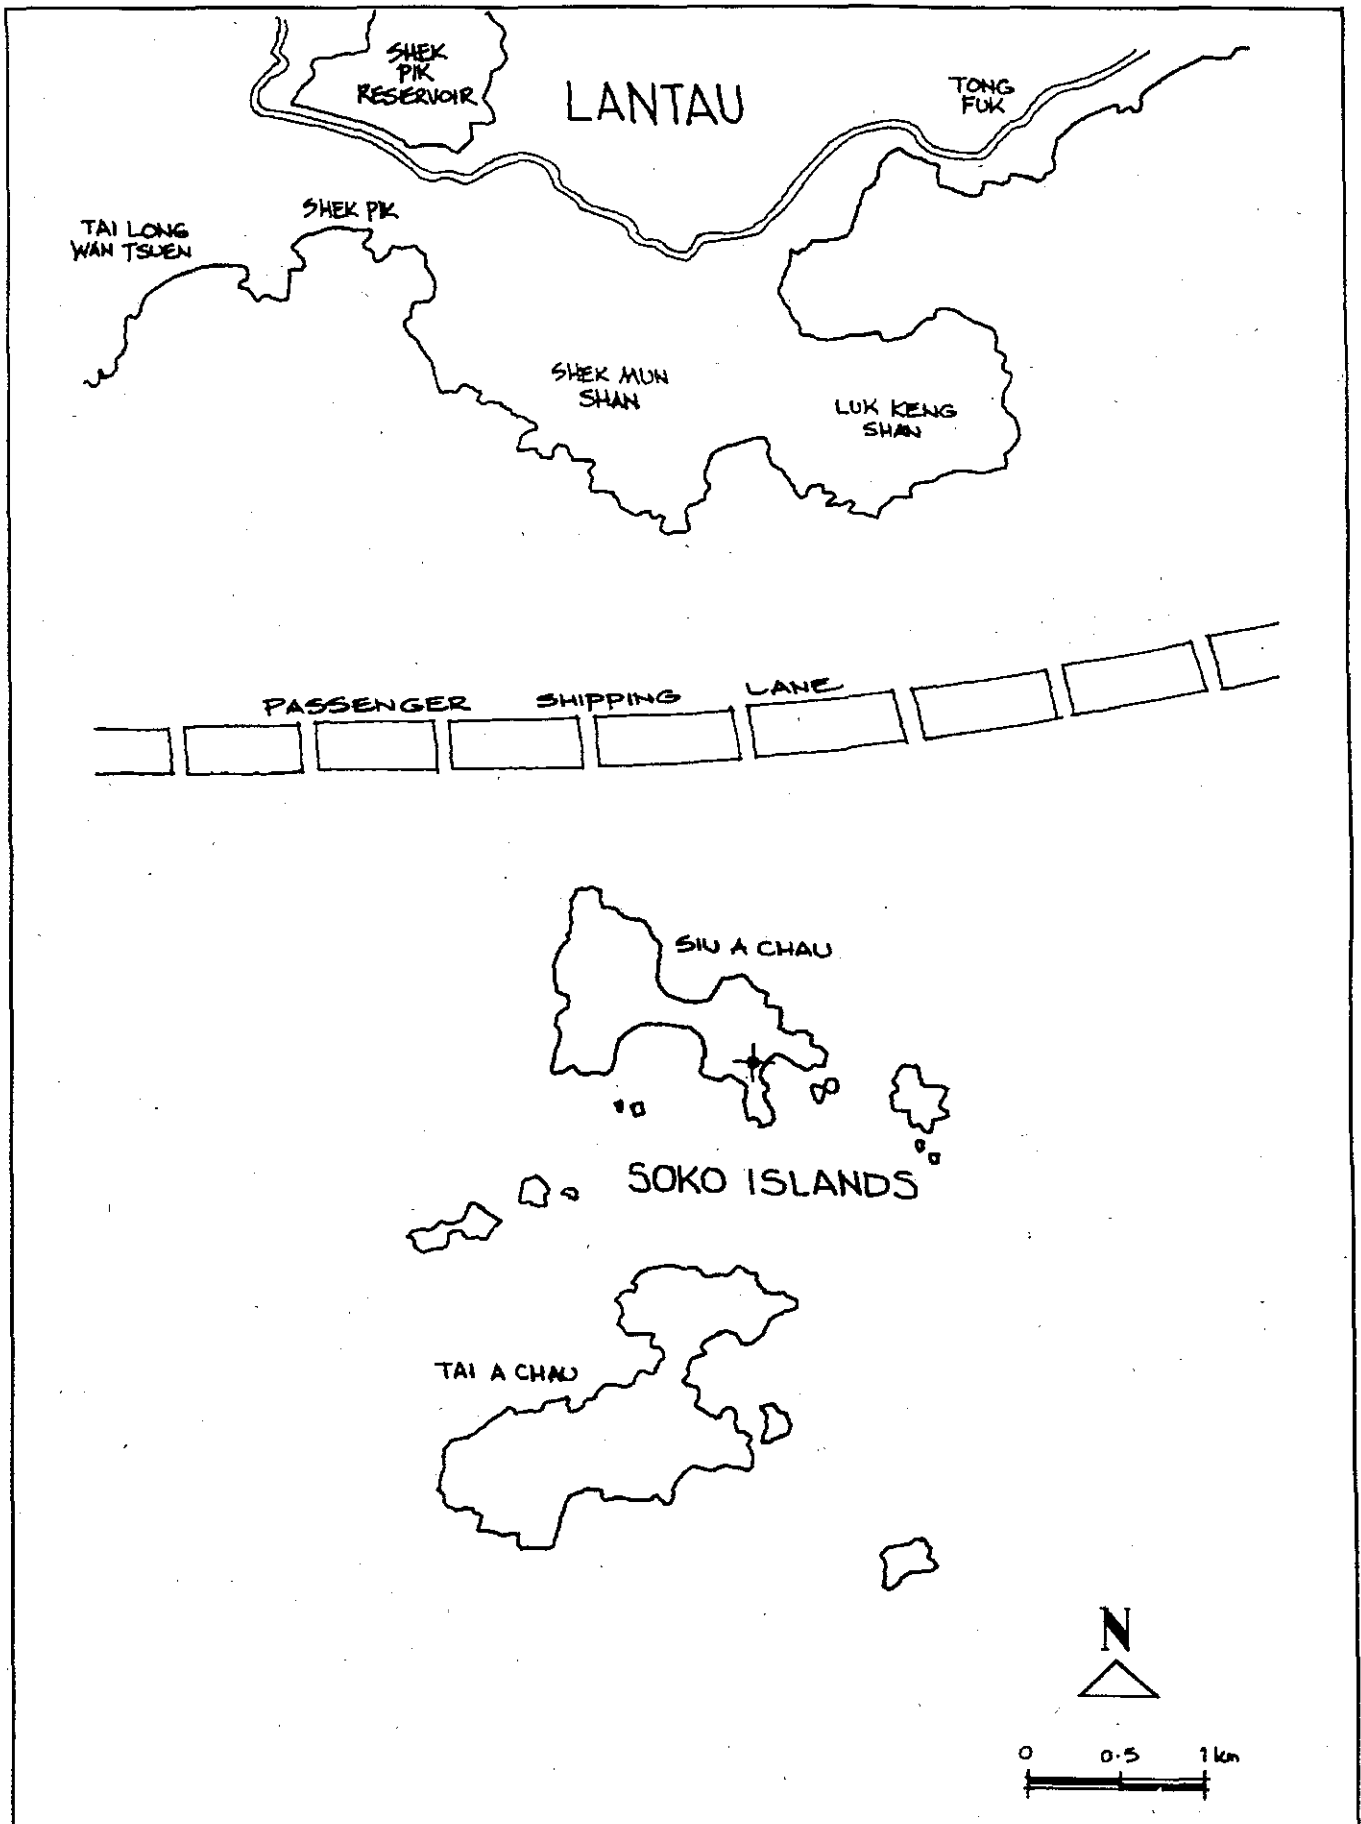 SHEK
PIK
RESERVOIR
LANTAU
TONG
FUK
SHEK PIK
TAI LONG
WAN TSUEN
SHEK MUN
SHAN
LUK KENG
SHAN
PASSENGER SHIPPING LANE
SIU A CHAU
SOKO ISLANDS
TAI A CHAU
N
0 0.5 1 km